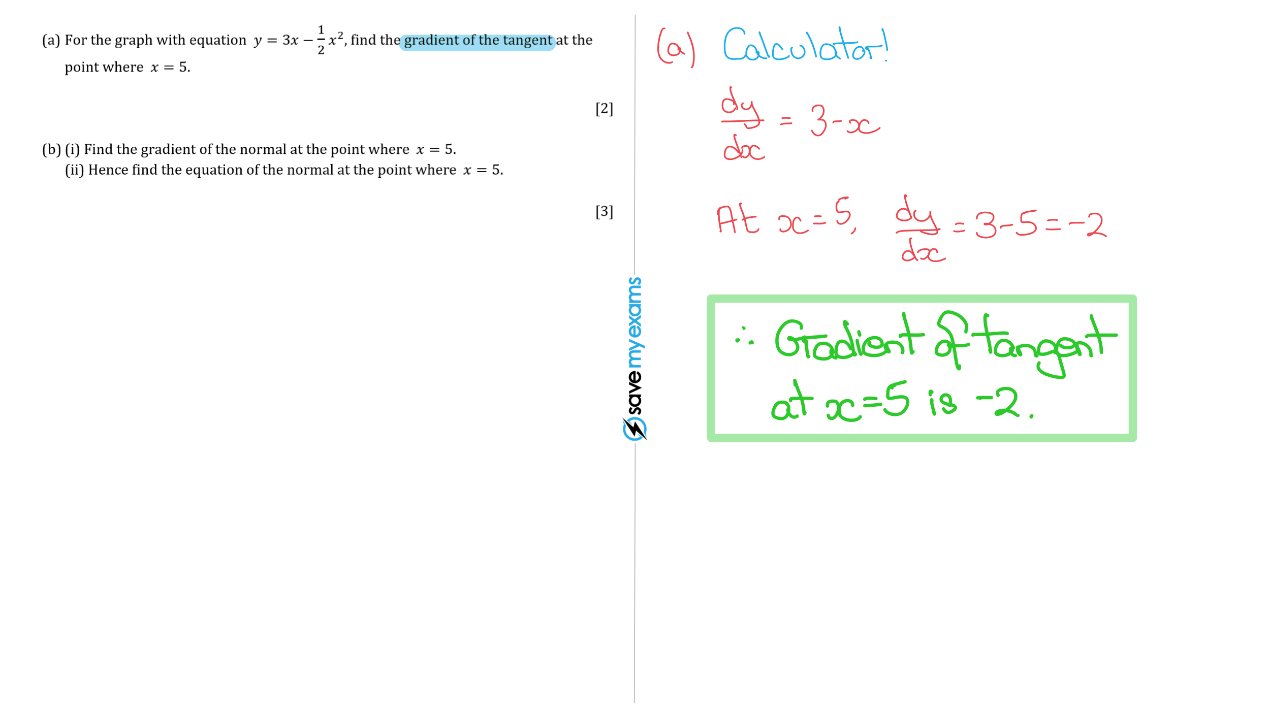 (a) For the graph with equation y = 3x − 1/2 x², find the gradient of the tangent at the
point where x = 5.
[2]
(b) (i) Find the gradient of the normal at the point where x = 5.
(ii) Hence find the equation of the normal at the point where x = 5.
[3]
save my exams
(a) Calculator!
dy/dx = 3-x
At x=5, dy/dx = 3-5=-2
∴ Gradient of tangent
at x=5 is -2.